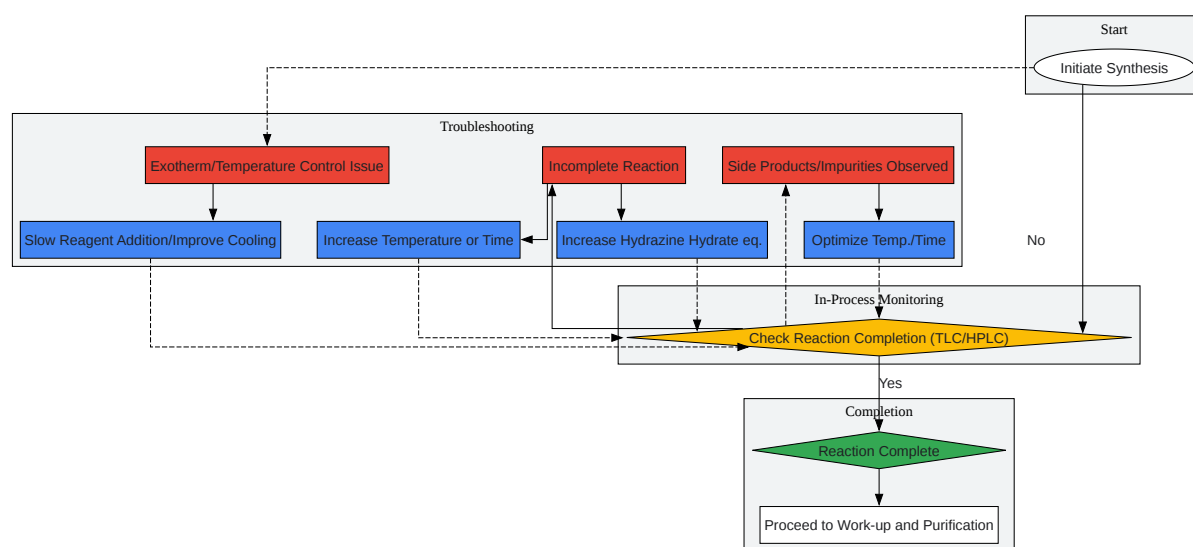 Start
Initiate Synthesis
Troubleshooting
Exotherm/Temperature Control Issue
Incomplete Reaction
Side Products/Impurities Observed
Slow Reagent Addition/Improve Cooling
Increase Temperature or Time
Increase Hydrazine Hydrate eq.
Optimize Temp./Time
No
In-Process Monitoring
Check Reaction Completion (TLC/HPLC)
Yes
Completion
Reaction Complete
Proceed to Work-up and Purification